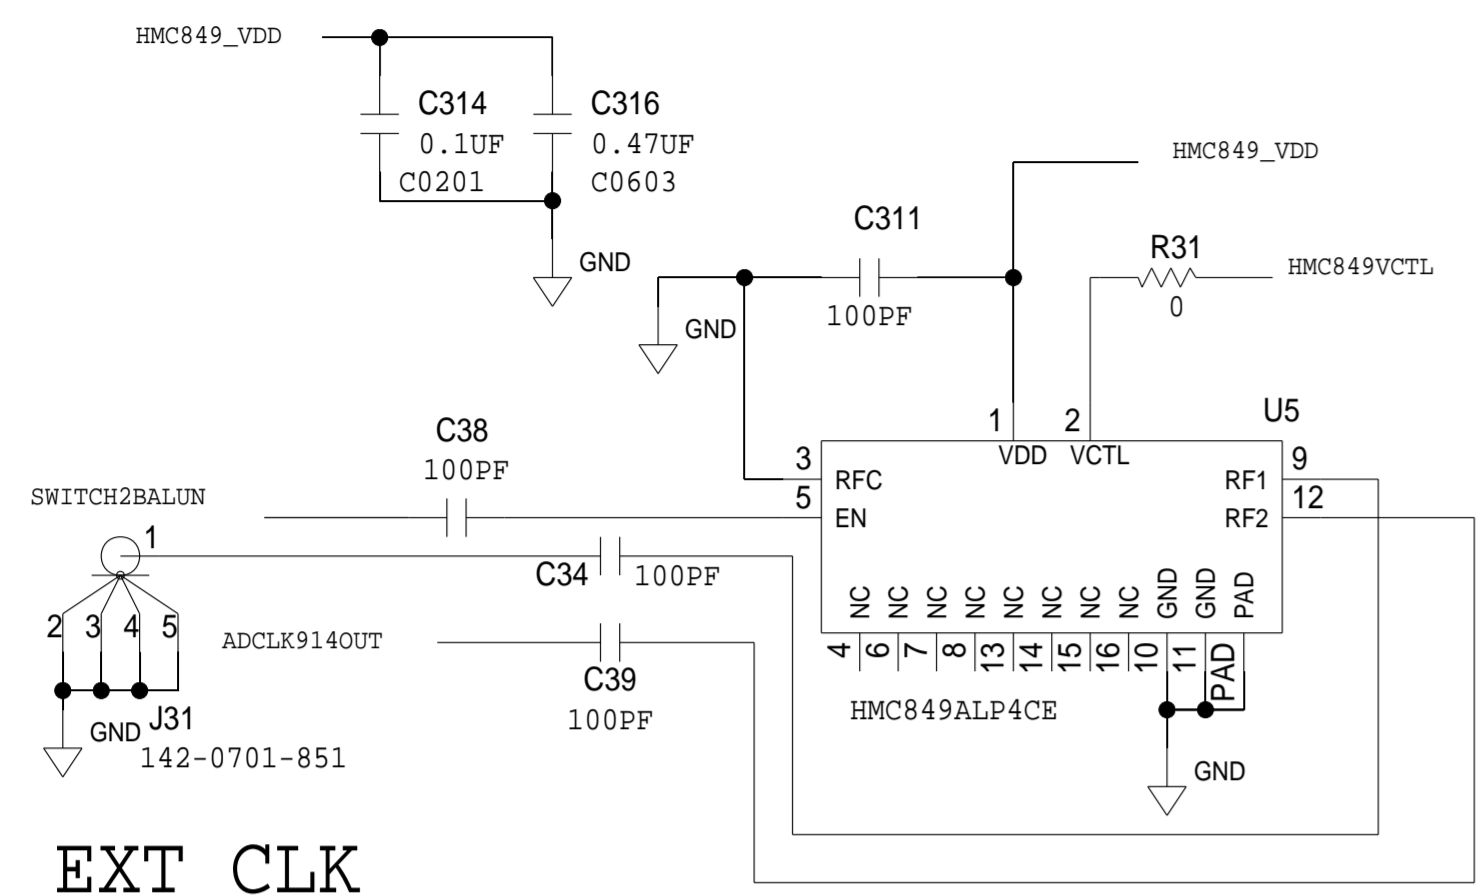 HMC849_VDD
C314
0.1UF
C0201
C316
0.47UF
C0603
GND
HMC849_VDD
C311
100PF
GND
R31
0
HMC849VCTL
U5
1
2
VDD
VCTL
3
RFC
5
EN
9
RF1
12
RF2
C38
100PF
SWITCH2BALUN
1
C34
100PF
2
3
4
5
ADCLK914OUT
C39
100PF
GND
J31
142-0701-851
NC
NC
NC
NC
NC
NC
NC
NC
GND
GND
PAD
4
6
7
8
13
14
15
16
10
11
PAD
HMC849ALP4CE
GND
EXT CLK